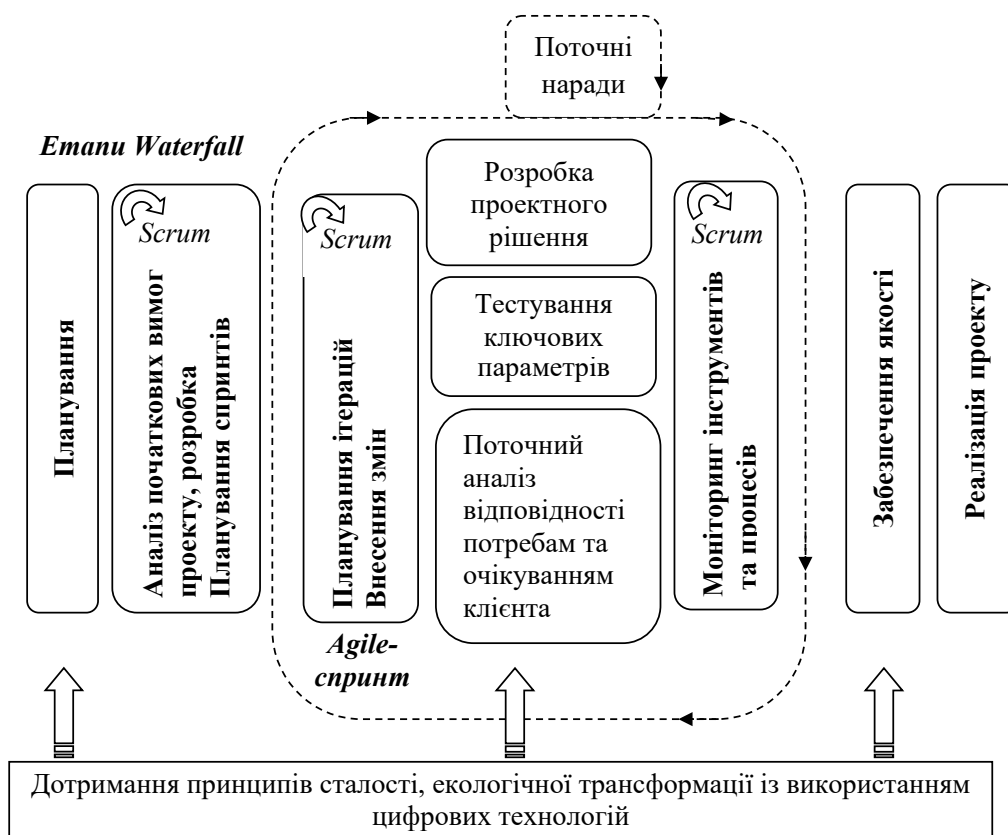 Поточні
наради
Етапи Waterfall
Планування
Scrum
Аналіз початкових вимог
проекту, розробка
Планування спринтів
Scrum
Планування ітерацій
Внесення змін
Agile-
спринт
Розробка
проектного
рішення
Тестування
ключових
параметрів
Поточний
аналіз
відповідності
потребам та
очікуванням
клієнта
Scrum
Моніторинг інструментів
та процесів
Забезпечення якості
Реалізація проекту
Дотримання принципів сталості, екологічної трансформації із використанням
цифрових технологій